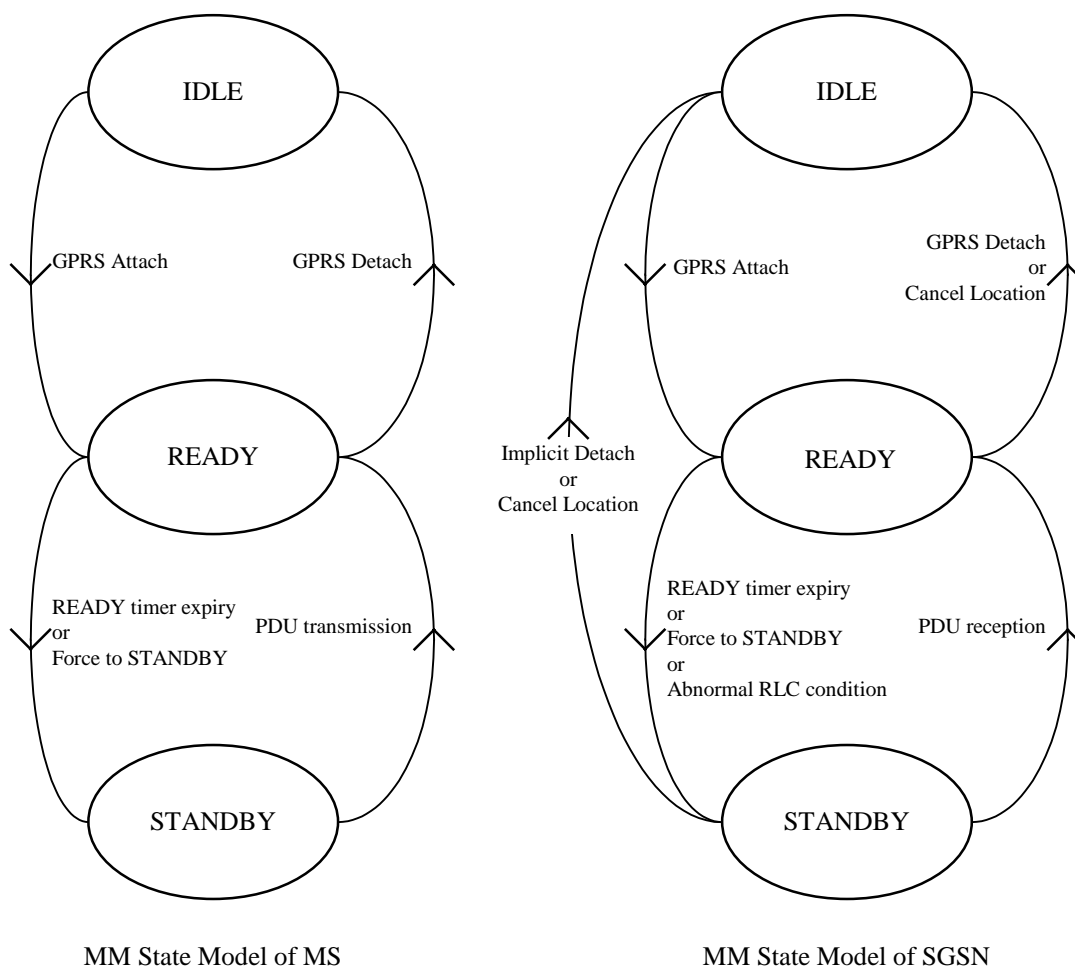 IDLE
GPRS Attach
GPRS Detach
READY
READY timer expiry
or
Force to STANDBY
PDU transmission
STANDBY
MM State Model of MS
IDLE
GPRS Attach
GPRS Detach
or
Cancel Location
Implicit Detach
or
Cancel Location
READY
READY timer expiry
or
Force to STANDBY
or
Abnormal RLC condition
PDU reception
STANDBY
MM State Model of SGSN